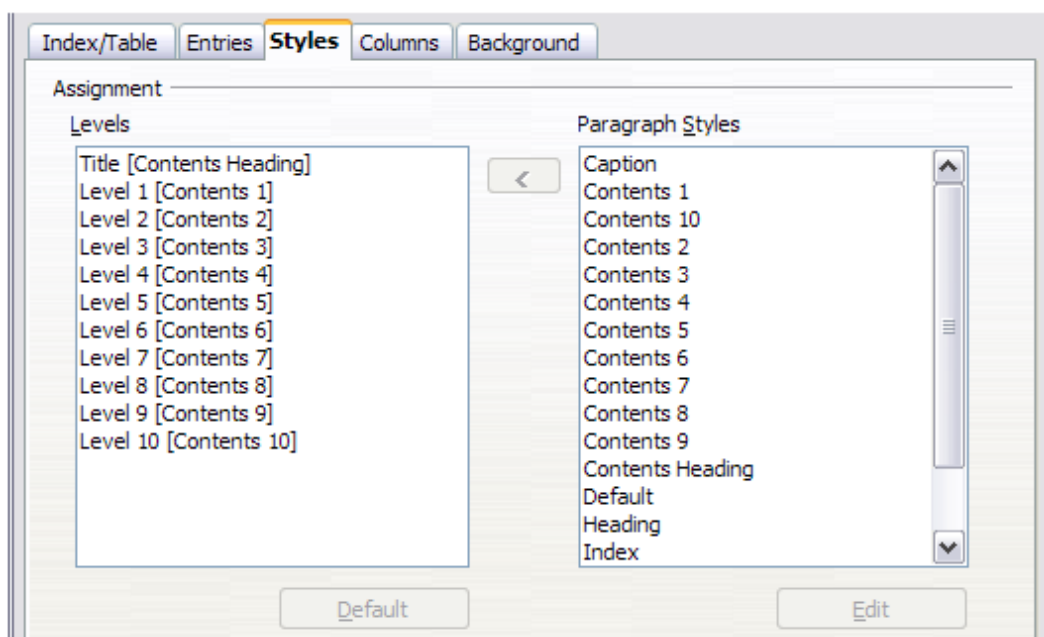 Index/Table Entries Styles Columns Background
Assignment
Levels
Title [Contents Heading]
Level 1 [Contents 1]
Level 2 [Contents 2]
Level 3 [Contents 3]
Level 4 [Contents 4]
Level 5 [Contents 5]
Level 6 [Contents 6]
Level 7 [Contents 7]
Level 8 [Contents 8]
Level 9 [Contents 9]
Level 10 [Contents 10]
<
Paragraph Styles
Caption
Contents 1
Contents 10
Contents 2
Contents 3
Contents 4
Contents 5
Contents 6
Contents 7
Contents 8
Contents 9
Contents Heading
Default
Heading
Index
Default
Edit